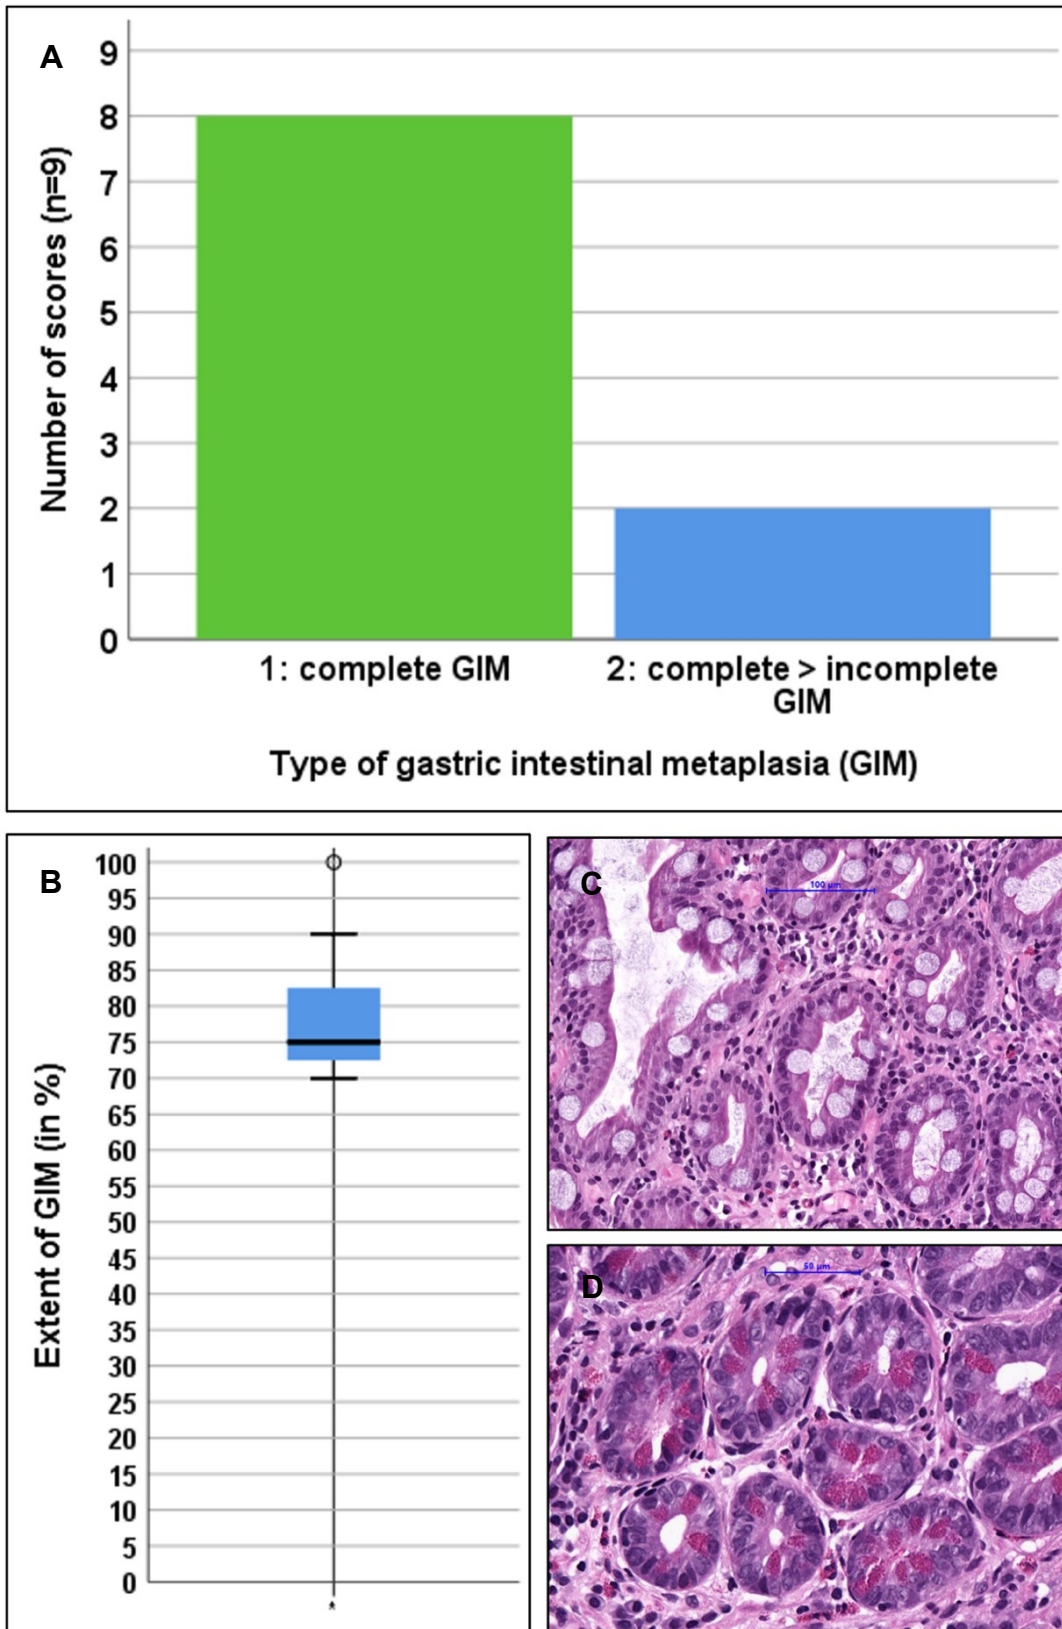 A
9
8
7
6
5
4
3
2
1
0
Number of scores (n=9)
1: complete GIM
2: complete > incomplete
GIM
Type of gastric intestinal metaplasia (GIM)
B
100
95
90
85
80
75
70
65
60
55
50
45
40
35
30
25
20
15
10
5
0
Extent of GIM (in %)
C
100 µm
D
50 µm